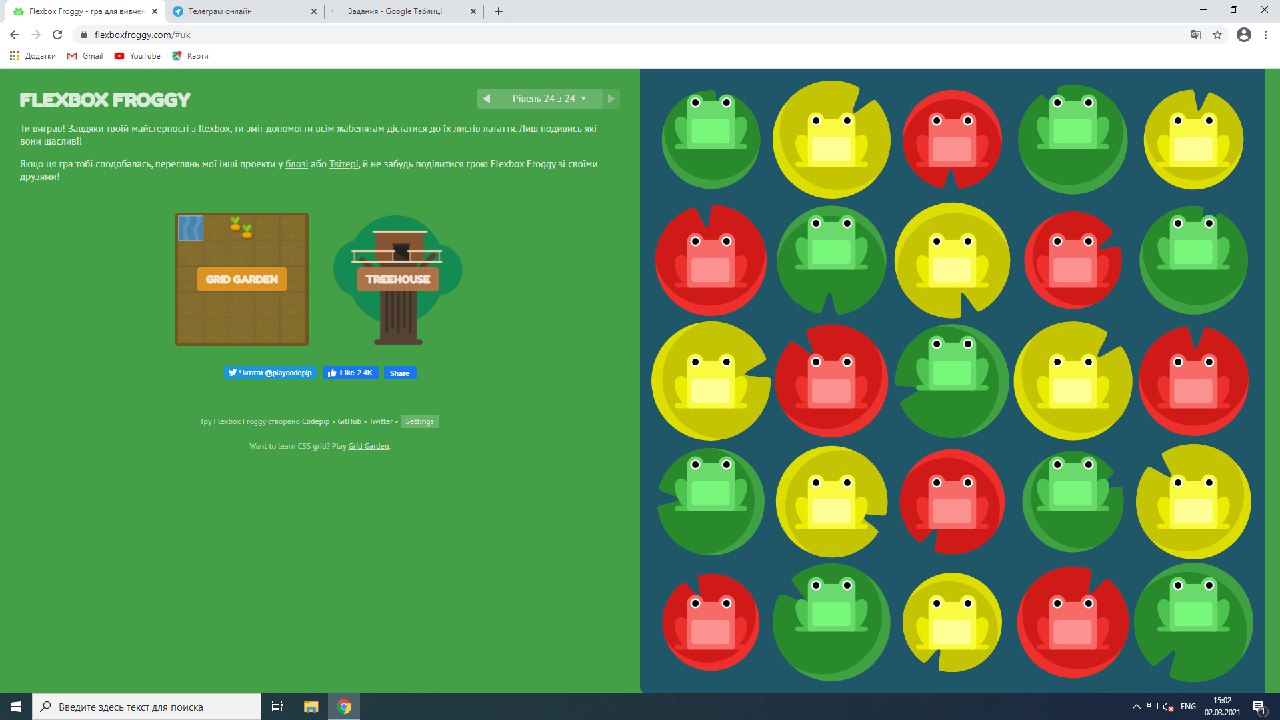 Flexbox Froggy - гра для вивчен
Телеграм онлайн
Задания - Google Таблиці
flexboxfroggy.com/#uk
Додатки
Gmail
YouTube
Карти
FLEXBOX FROGGY
Рівень 24 з 24
Ти виграв! Завдяки твоїй майстерності з flexbox, ти зміг допомогти всім жабенятам дістатися до їх листів латаття. Лиш подивись які
вони щасливі!
Якщо ця гра тобі сподобалась, переглянь мої інші проекти у блозі або Твітері, й не забудь поділитися грою Flexbox Froggy зі своїми
друзями!
GRID GARDEN
TREEHOUSE
Читати @playcodepip
Like 2.4K
Share
Гру Flexbox Froggy створено Codepip • GitHub • Twitter • Settings
Want to learn CSS grid? Play Grid Garden.
Введите здесь текст для поиска
ENG
15:02
02.03.2021